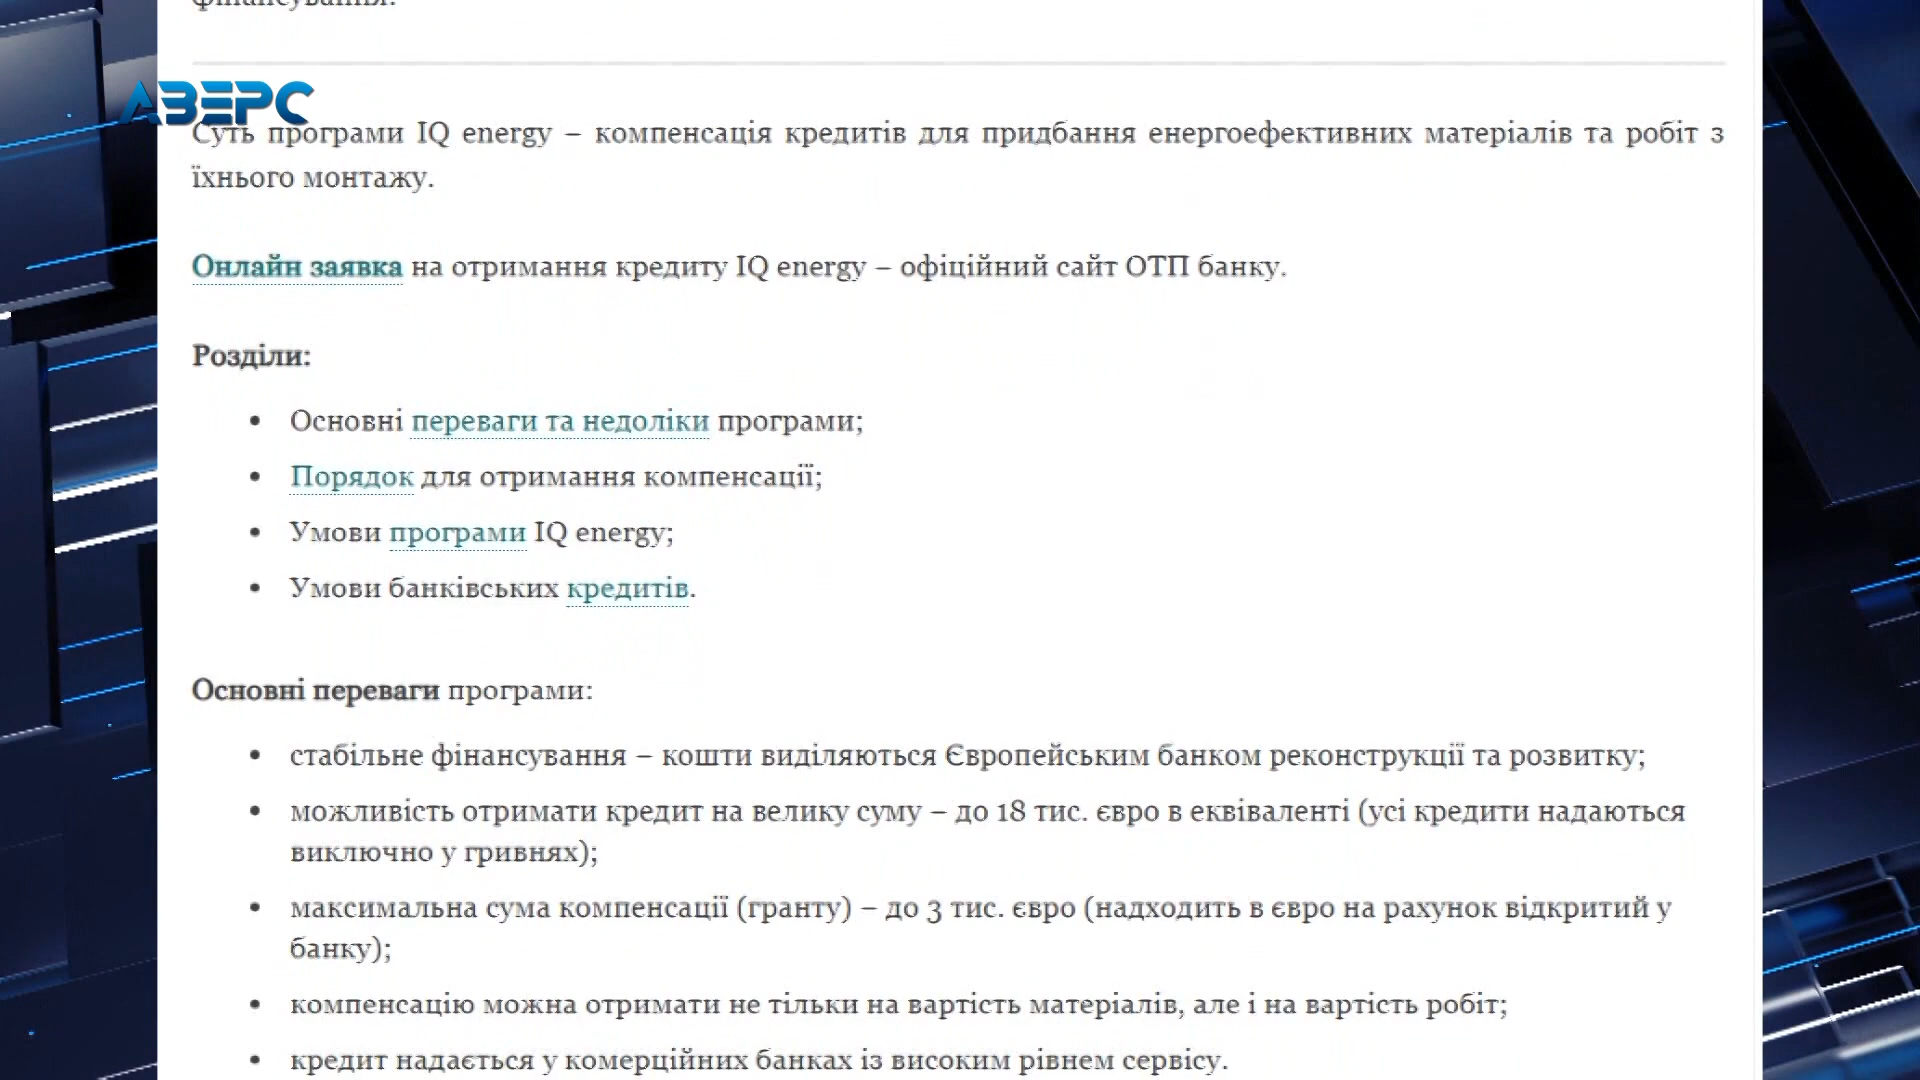 фінансування.
АВЕРС
Суть програми IQ energy – компенсація кредитів для придбання енергоефективних матеріалів та робіт з
їхнього монтажу.
Онлайн заявка на отримання кредиту IQ energy – офіційний сайт ОТП банку.
Розділи:
• Основні переваги та недоліки програми;
• Порядок для отримання компенсації;
• Умови програми IQ energy;
• Умови банківських кредитів.
Основні переваги програми:
• стабільне фінансування – кошти виділяються Європейським банком реконструкції та розвитку;
• можливість отримати кредит на велику суму – до 18 тис. євро в еквіваленті (усі кредити надаються
виключно у гривнях);
• максимальна сума компенсації (гранту) – до 3 тис. євро (надходить в євро на рахунок відкритий у
банку);
• компенсацію можна отримати не тільки на вартість матеріалів, але і на вартість робіт;
• кредит надається у комерційних банках із високим рівнем сервісу.